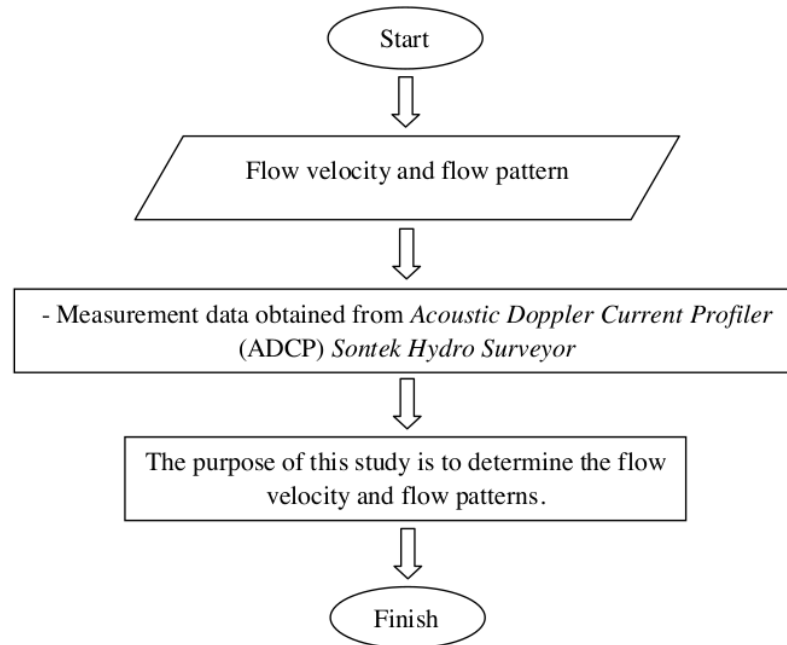 Start
Flow velocity and flow pattern
- Measurement data obtained from Acoustic Doppler Current Profiler
(ADCP) Sontek Hydro Surveyor
The purpose of this study is to determine the flow
velocity and flow patterns.
Finish